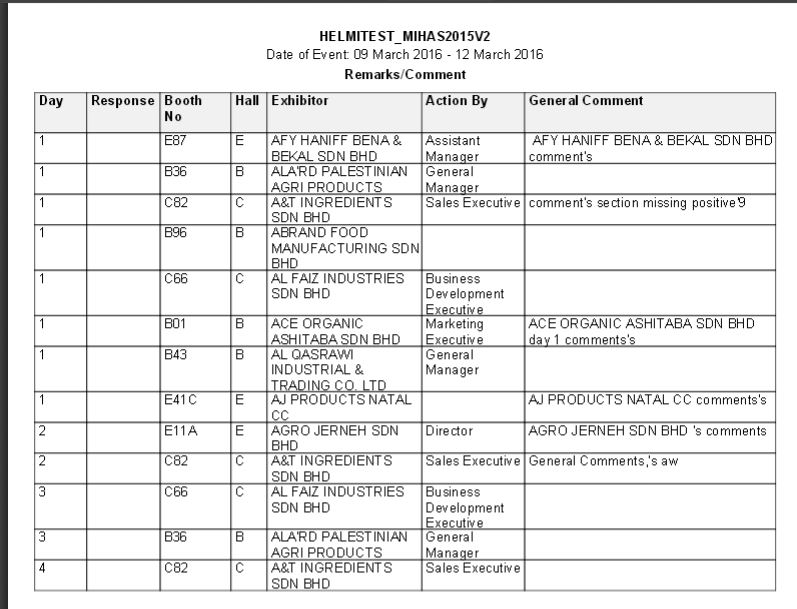 HELMITEST_MIHAS2015V2
Date of Event: 09 March 2016 - 12 March 2016
Remarks/Comment
Day Response Booth No Hall Exhibitor Action By General Comment
1 E87 E AFY HANIFF BENA & BEKAL SDN BHD Assistant Manager AFY HANIFF BENA & BEKAL SDN BHD comment's
1 B36 B ALA'RD PALESTINIAN AGRI PRODUCTS General Manager
1 C82 C A&T INGREDIENTS SDN BHD Sales Executive comment's section missing positive'9
1 B96 B ABRAND FOOD MANUFACTURING SDN BHD
1 C66 C AL FAIZ INDUSTRIES SDN BHD Business Development Executive
1 B01 B ACE ORGANIC ASHITABA SDN BHD Marketing Executive ACE ORGANIC ASHITABA SDN BHD day 1 comments's
1 B43 B AL QASRAWI INDUSTRIAL & TRADING CO. LTD General Manager
1 E41C E AJ PRODUCTS NATAL CC AJ PRODUCTS NATAL CC comments's
2 E11A E AGRO JERNEH SDN BHD Director AGRO JERNEH SDN BHD 's comments
2 C82 C A&T INGREDIENTS SDN BHD Sales Executive General Comments,'s aw
3 C66 C AL FAIZ INDUSTRIES SDN BHD Business Development Executive
3 B36 B ALA'RD PALESTINIAN AGRI PRODUCTS General Manager
4 C82 C A&T INGREDIENTS SDN BHD Sales Executive